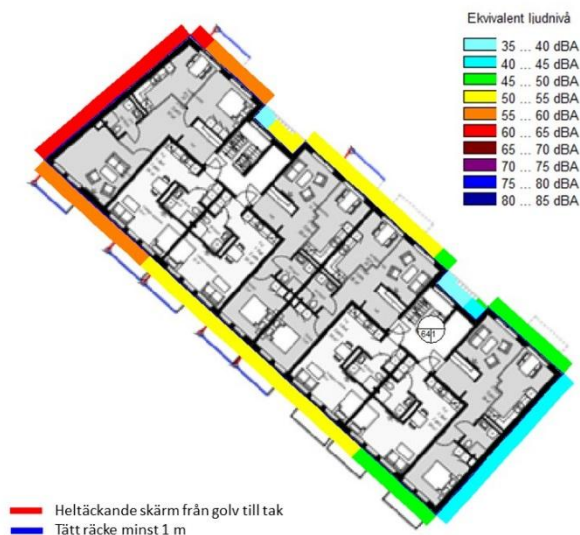 Ekvivalent ljudnivå
35 ... 40 dBA
40 ... 45 dBA
45 ... 50 dBA
50 ... 55 dBA
55 ... 60 dBA
60 ... 65 dBA
65 ... 70 dBA
70 ... 75 dBA
75 ... 80 dBA
80 ... 85 dBA
Heltäckande skärm från golv till tak
Tätt räcke minst 1 m